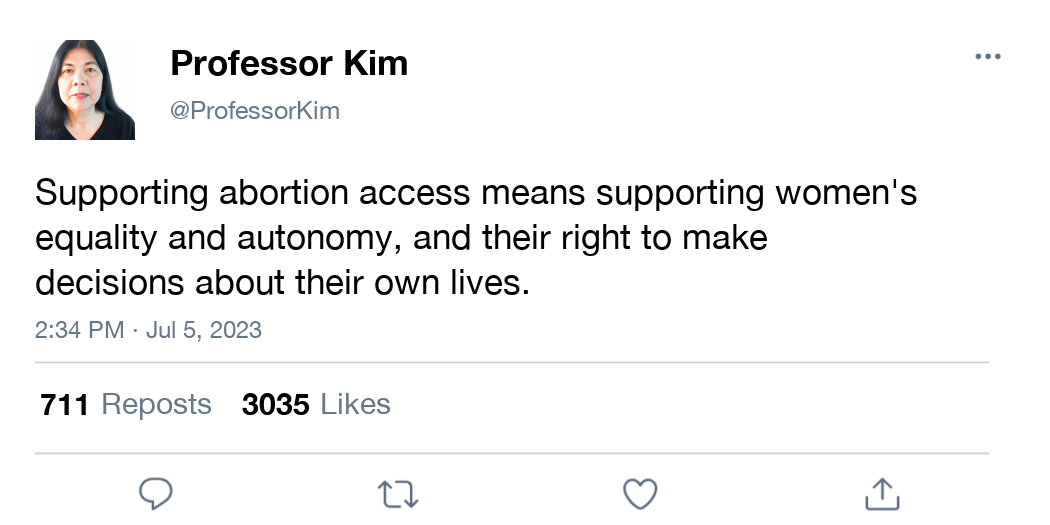 Professor Kim
@ProfessorKim
Supporting abortion access means supporting women's
equality and autonomy, and their right to make
decisions about their own lives.
2:34 PM · Jul 5, 2023
711 Reposts 3035 Likes